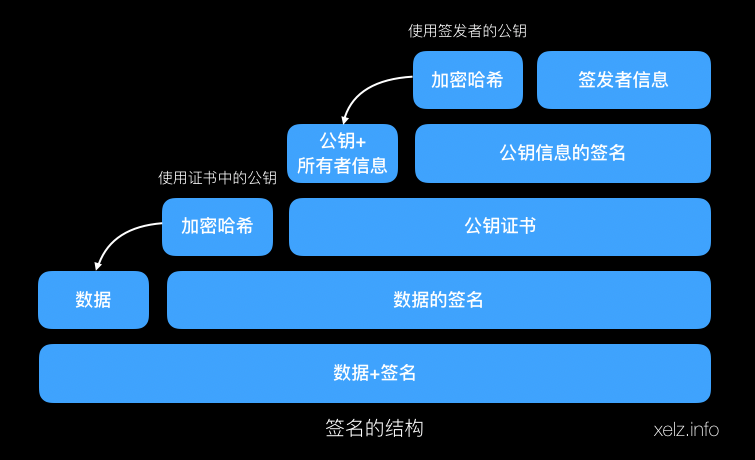 使用签发者的公钥
加密哈希
签发者信息
公钥+
所有者信息
公钥信息的签名
使用证书中的公钥
加密哈希
公钥证书
数据
数据的签名
数据+签名
签名的结构
xelz.info